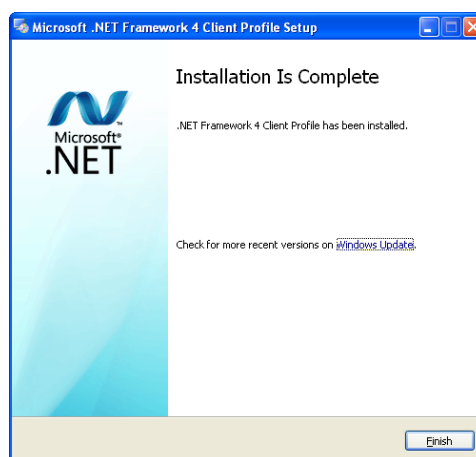 Microsoft .NET Framework 4 Client Profile Setup
Installation Is Complete
Microsoft®
.NET
.NET Framework 4 Client Profile has been installed.
Check for more recent versions on Windows Update.
Finish